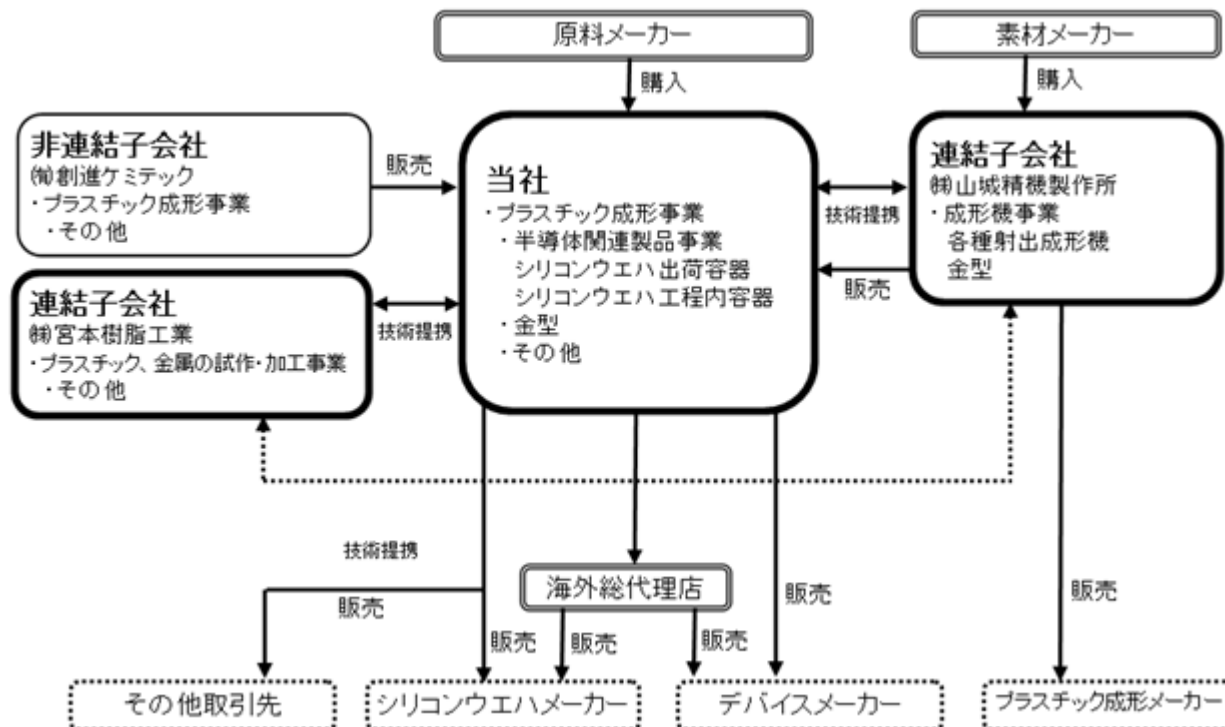 原料メーカー
素材メーカー
購入
購入
非連結子会社
㈲創進ケミテック
・プラスチック成形事業
・その他
販売
当社
・プラスチック成形事業
・半導体関連製品事業
シリコンウエハ出荷容器
シリコンウエハ工程内容器
・金型
・その他
技術提携
販売
連結子会社
㈱山城精機製作所
・成形機事業
各種射出成形機
金型
連結子会社
㈱宮本樹脂工業
・プラスチック、金属の試作・加工事業
・その他
技術提携
技術提携
販売
海外総代理店
販売
販売
販売
販売
販売
その他取引先
シリコンウエハメーカー
デバイスメーカー
プラスチック成形メーカー